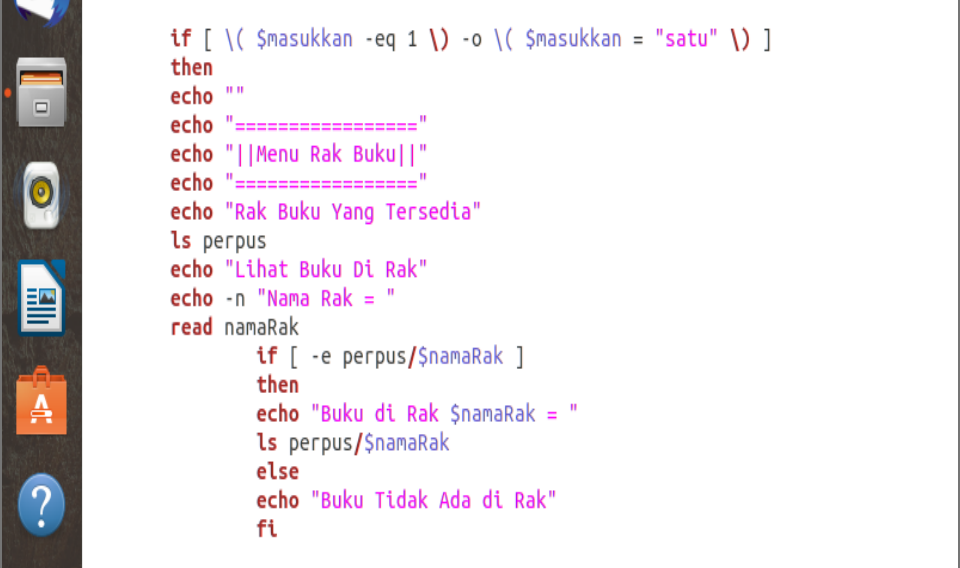 if [ \( $masukkan -eq 1 \) -o \( $masukkan = "satu" \) ]
then
echo ""
echo "================="
echo "||Menu Rak Buku||"
echo "================="
echo "Rak Buku Yang Tersedia"
ls perpus
echo "Lihat Buku Di Rak"
echo -n "Nama Rak = "
read namaRak
if [ -e perpus/$namaRak ]
then
echo "Buku di Rak $namaRak = "
ls perpus/$namaRak
else
echo "Buku Tidak Ada di Rak"
fi